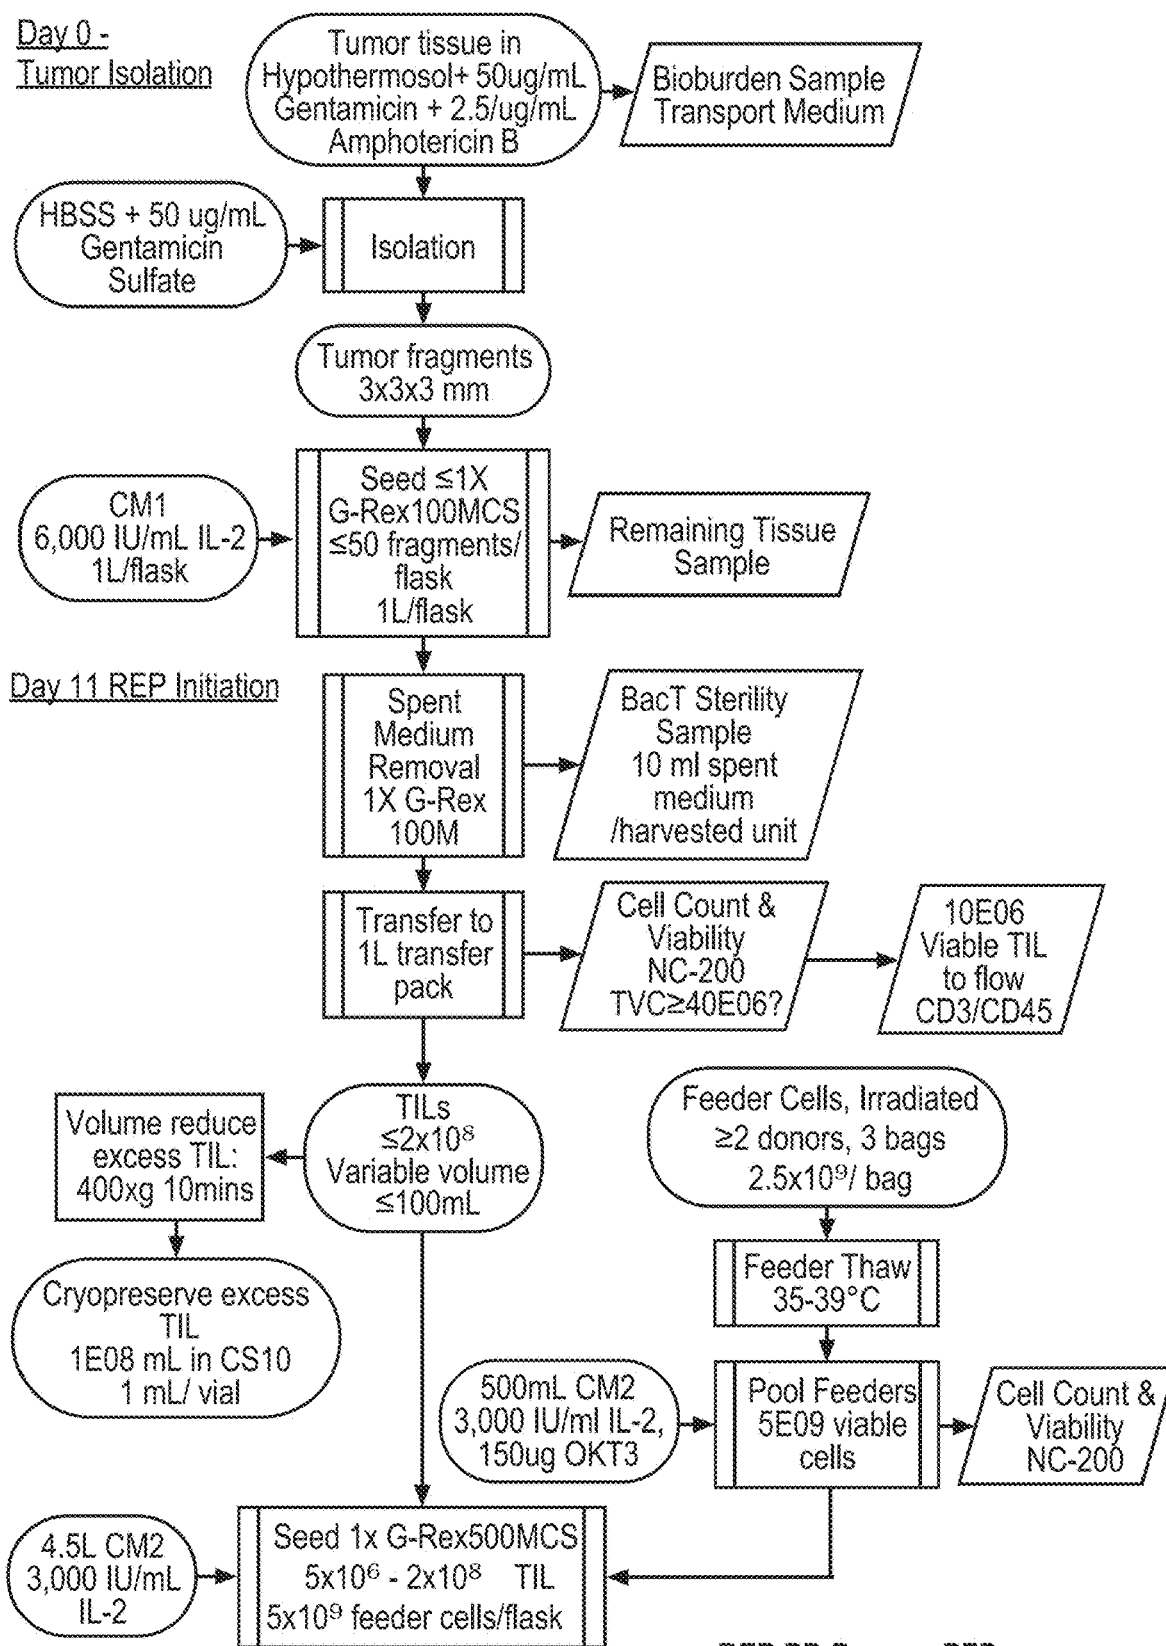 Day 0 -
Tumor Isolation
Tumor tissue in
Hypothermosol+ 50ug/mL
Gentamicin + 2.5/ug/mL
Amphotericin B
Bioburden Sample
Transport Medium
HBSS + 50 ug/mL
Gentamicin
Sulfate
Isolation
Tumor fragments
3x3x3 mm
CM1
6,000 IU/mL IL-2
1L/flask
Seed ≤1X
G-Rex100MCS
≤50 fragments/
flask
1L/flask
Remaining Tissue
Sample
Day 11 REP Initiation
Spent
Medium
Removal
1X G-Rex
100M
BacT Sterility
Sample
10 ml spent
medium
/harvested unit
Transfer to
1L transfer
pack
Cell Count &
Viability
NC-200
TVC≥40E06?
10E06
Viable TIL
to flow
CD3/CD45
Volume reduce
excess TIL:
400xg 10mins
TILs
≤2x10⁸
Variable volume
≤100mL
Feeder Cells, Irradiated
≥2 donors, 3 bags
2.5x10⁹/ bag
Cryopreserve excess
TIL
1E08 mL in CS10
1 mL/ vial
Feeder Thaw
35-39°C
500mL CM2
3,000 IU/ml IL-2,
150ug OKT3
Pool Feeders
5E09 viable
cells
Cell Count &
Viability
NC-200
4.5L CM2
3,000 IU/mL
IL-2
Seed 1x G-Rex500MCS
5x10⁶ - 2x10⁸ TIL
5x10⁹ feeder cells/flask